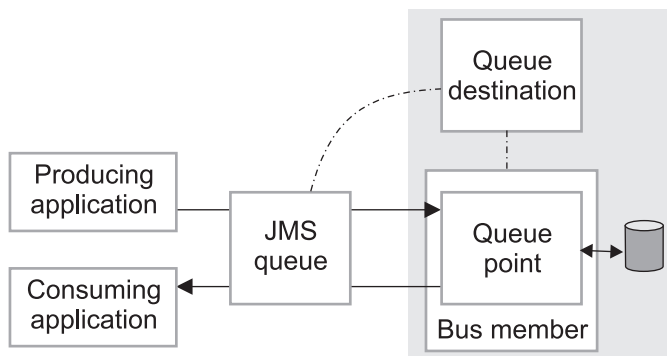 Queue
destination
Producing
application
JMS
queue
Queue
point
Consuming
application
Bus member